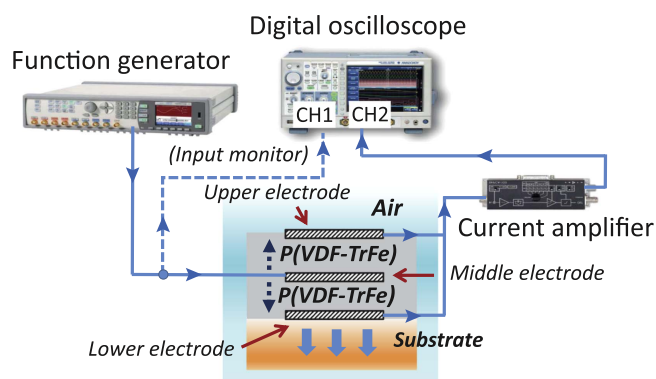 Digital oscilloscope
Function generator
CH1
CH2
(Input monitor)
Upper electrode
Air
Current amplifier
P(VDF-TrFe)
Middle electrode
P(VDF-TrFe)
Lower electrode
Substrate